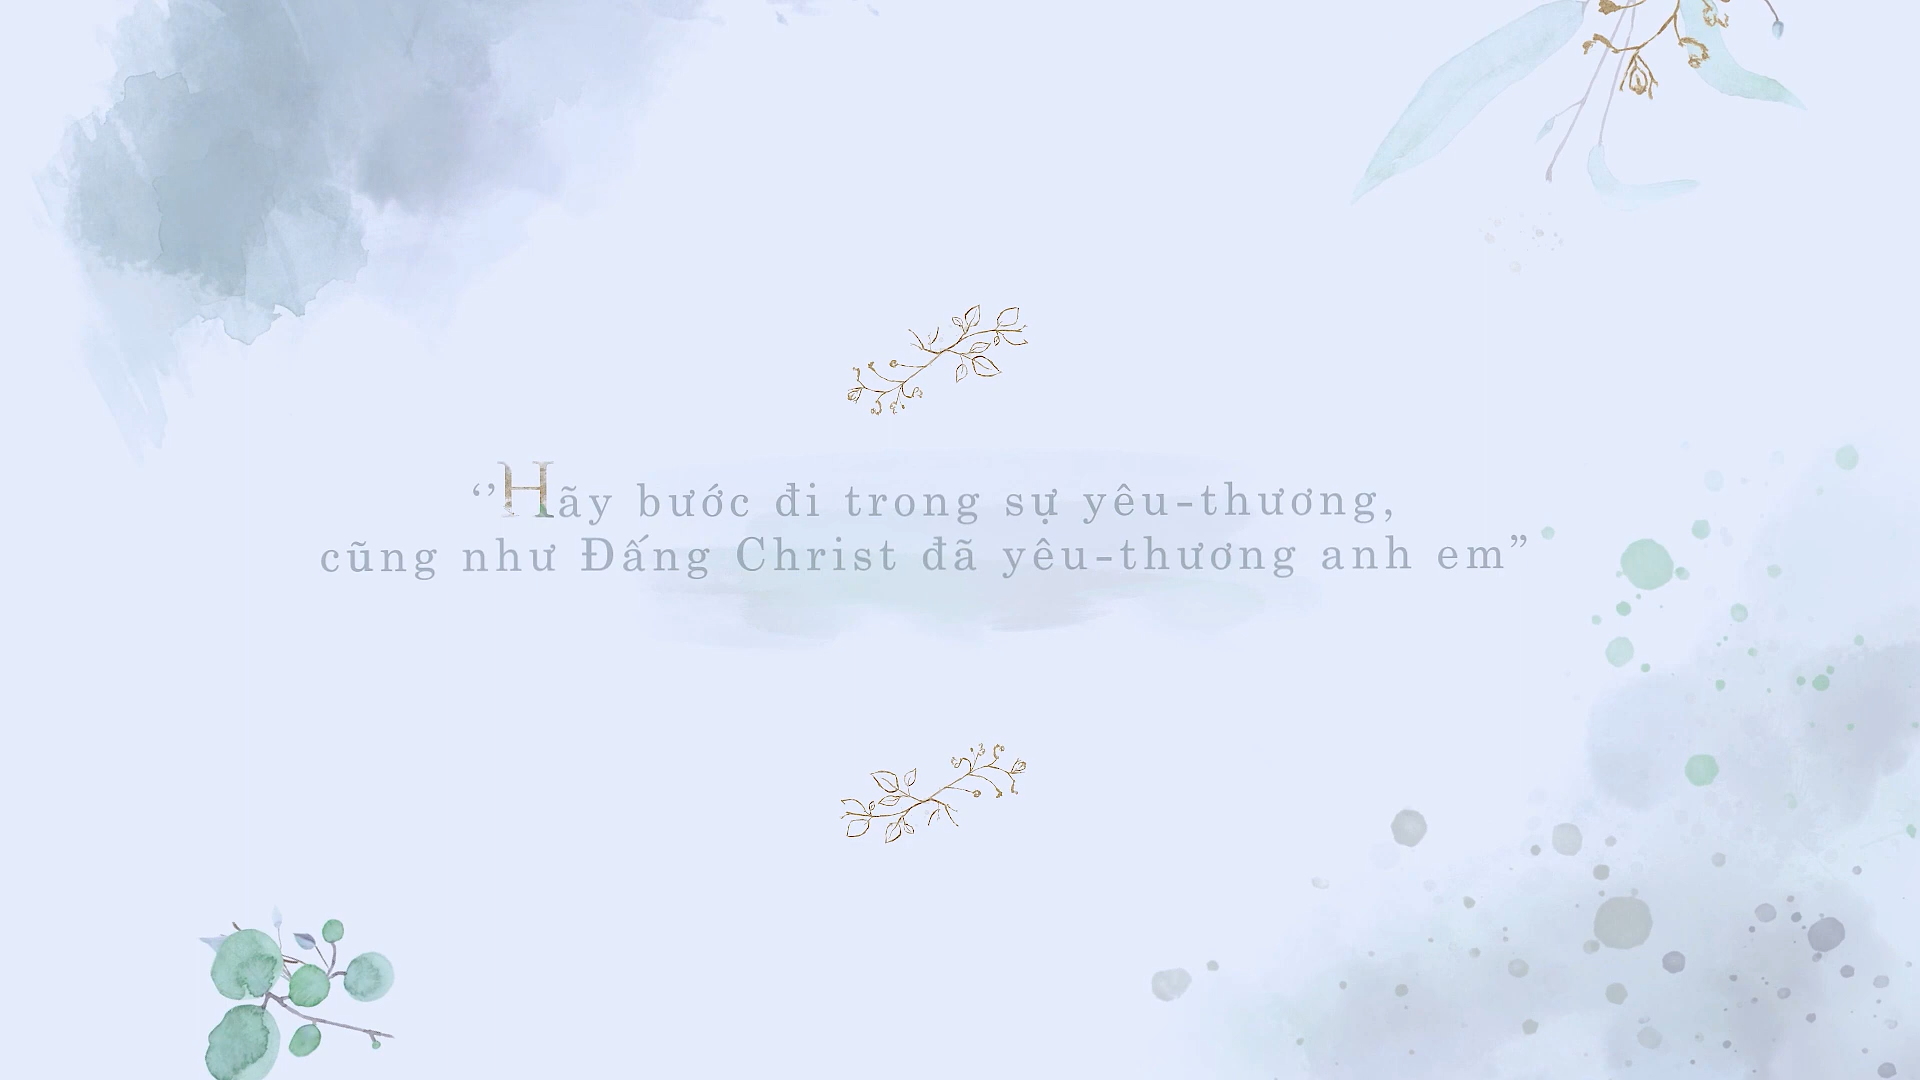 ‘’Hãy bước đi trong sự yêu-thương,
cũng như Đấng Christ đã yêu-thương anh em”